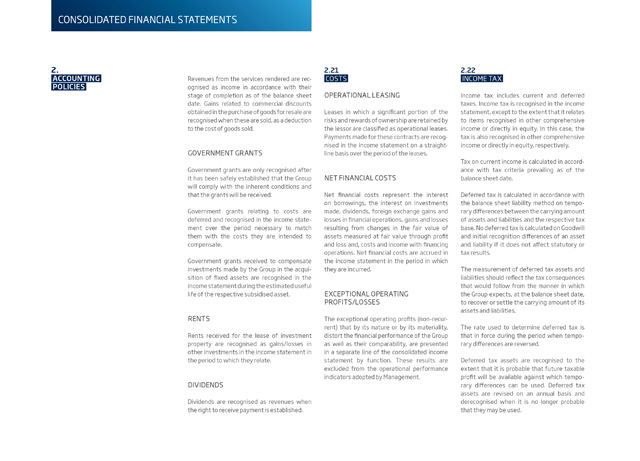 CONSOLIDATED FINANCIAL STATEMENTS
2.
ACCOUNTING
POLICIES
Revenues from the services rendered are rec-
ognised as income in accordance with their
stage of completion as of the balance sheet
date. Gains related to commercial discounts
obtained in the purchase of goods for resale are
recognised when these are sold, as a deduction
to the cost of goods sold.
GOVERNMENT GRANTS
Government grants are only recognised after
it has been safely established that the Group
will comply with the inherent conditions and
that the grants will be received.
Government grants relating to costs are
deferred and recognised in the income state-
ment over the period necessary to match
them with the costs they are intended to
compensate.
Government grants received to compensate
investments made by the Group in the acqui-
sition of fixed assets are recognised in the
income statement during the estimated useful
life of the respective subsidised asset.
RENTS
Rents received for the lease of investment
property are recognised as gains/losses in
other investments in the income statement in
the period to which they relate.
DIVIDENDS
Dividends are recognised as revenues when
the right to receive payment is established.
2.21
COSTS
OPERATIONAL LEASING
Leases in which a significant portion of the
risks and rewards of ownership are retained by
the lessor are classified as operational leases.
Payments made for these contracts are recog-
nised in the income statement on a straight-
line basis over the period of the leases.
NET FINANCIAL COSTS
Net financial costs represent the interest
on borrowings, the interest on investments
made, dividends, foreign exchange gains and
losses in financial operations, gains and losses
resulting from changes in the fair value of
assets measured at fair value through profit
and loss and, costs and income with financing
operations. Net financial costs are accrued in
the income statement in the period in which
they are incurred.
EXCEPTIONAL OPERATING
PROFITS/LOSSES
The exceptional operating profits (non-recur-
rent) that by its nature or by its materiality,
distort the financial performance of the Group
as well as their comparability, are presented
in a separate line of the consolidated income
statement by function. These results are
excluded from the operational performance
indicators adopted by Management.
2.22
INCOME TAX
Income tax includes current and deferred
taxes. Income tax is recognised in the income
statement, except to the extent that it relates
to items recognised in other comprehensive
income or directly in equity. In this case, the
tax is also recognised in other comprehensive
income or directly in equity, respectively.
Tax on current income is calculated in accord-
ance with tax criteria prevailing as of the
balance sheet date.
Deferred tax is calculated in accordance with
the balance sheet liability method on tempo-
rary differences between the carrying amount
of assets and liabilities and the respective tax
base. No deferred tax is calculated on Goodwill
and initial recognition differences of an asset
and liability if it does not affect statutory or
tax results.
The measurement of deferred tax assets and
liabilities should reflect the tax consequences
that would follow from the manner in which
the Group expects, at the balance sheet date,
to recover or settle the carrying amount of its
assets and liabilities.
The rate used to determine deferred tax is
that in force during the period when tempo-
rary differences are reversed.
Deferred tax assets are recognised to the
extent that it is probable that future taxable
profit will be available against which tempo-
rary differences can be used. Deferred tax
assets are revised on an annual basis and
derecognised when it is no longer probable
that they may be used.